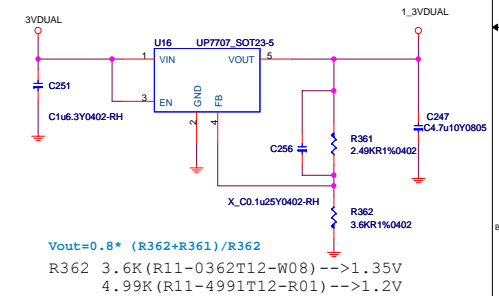 3VDUAL
1_3VDUAL
U16
UP7707_SOT23-5
1
VIN
VOUT
5
3
EN
GND
FB
2
4
C251
C1u6.3Y0402-RH
C247
C4.7u10Y0805
C256
R361
2.49KR1%0402
X_C0.1u25Y0402-RH
R362
3.6KR1%0402
B
Vout=0.8* (R362+R361)/R362
R362 3.6K(R11-0362T12-W08)-->1.35V
4.99K(R11-4991T12-R01)-->1.2V